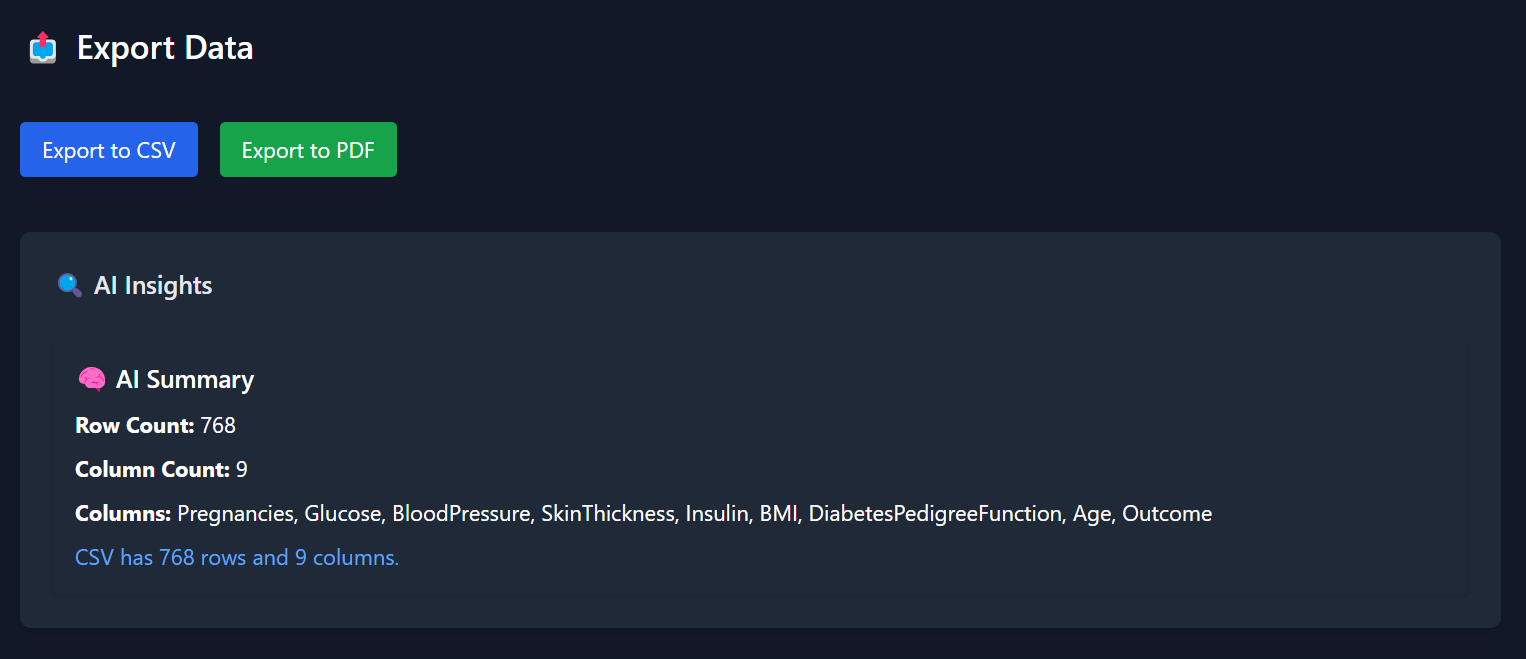 Export Data
Export to CSV
Export to PDF
AI Insights
AI Summary
Row Count: 768
Column Count: 9
Columns: Pregnancies, Glucose, BloodPressure, SkinThickness, Insulin, BMI, DiabetesPedigreeFunction, Age, Outcome
CSV has 768 rows and 9 columns.